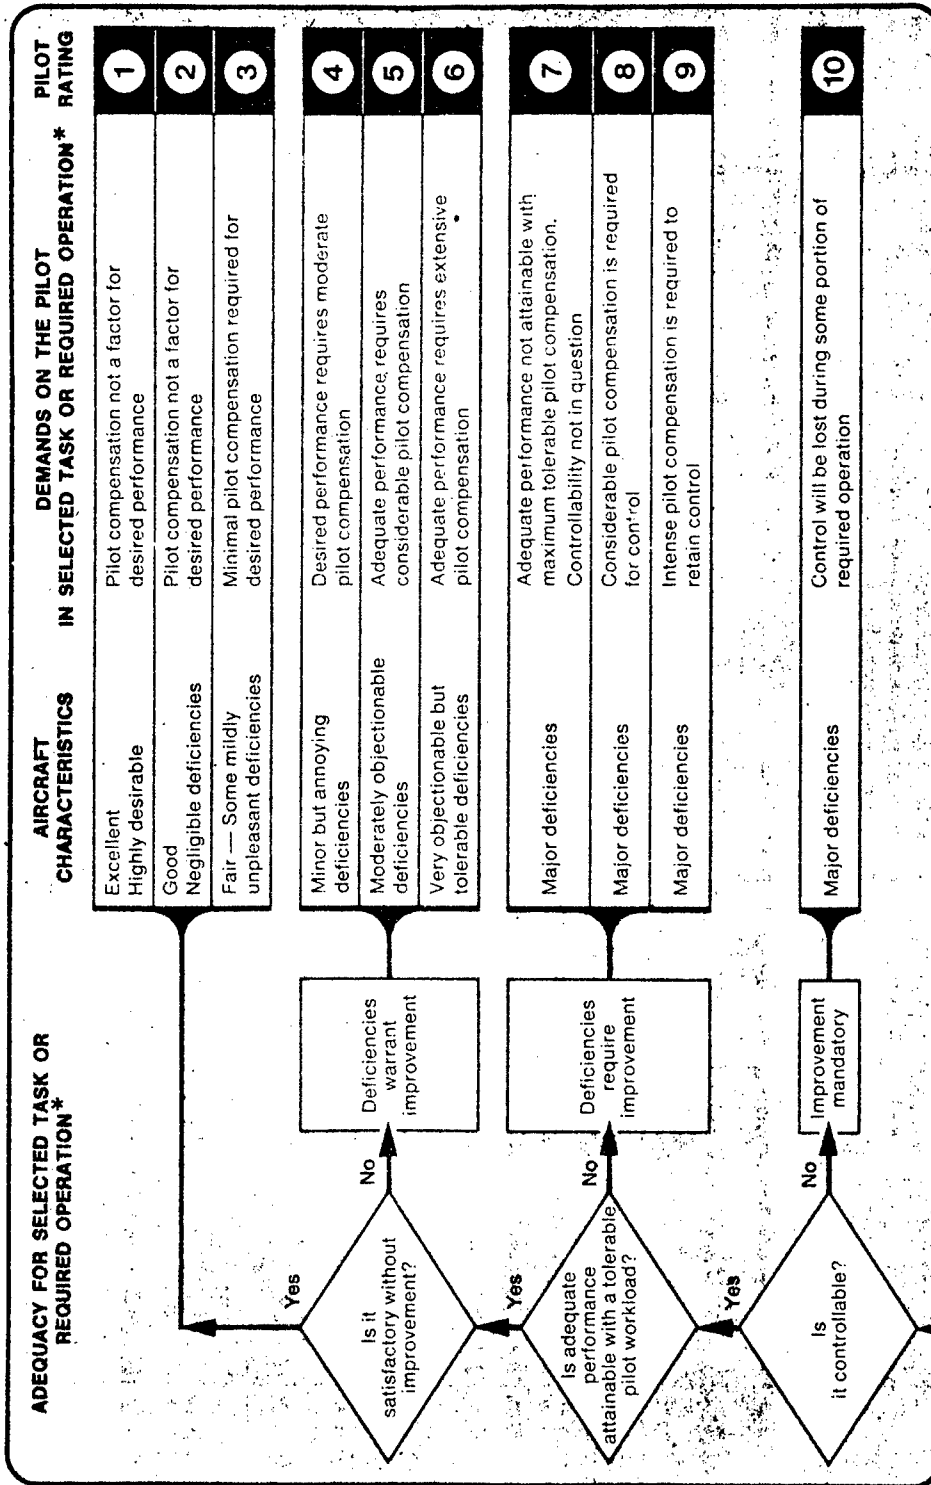 ADEQUACY FOR SELECTED TASK OR
REQUIRED OPERATION*
AIRCRAFT
CHARACTERISTICS
DEMANDS ON THE PILOT
IN SELECTED TASK OR REQUIRED OPERATION*
PILOT
RATING
Excellent
Highly desirable
Pilot compensation not a factor for
desired performance
1
Good
Negligible deficiencies
Pilot compensation not a factor for
desired performance
2
Fair — Some mildly
unpleasant deficiencies
Minimal pilot compensation required for
desired performance
3
Yes
Is it
satisfactory without
improvement?
No
Deficiencies
warrant
improvement
Minor but annoying
deficiencies
Desired performance requires moderate
pilot compensation
4
Moderately objectionable
deficiencies
Adequate performance requires
considerable pilot compensation
5
Very objectionable but
tolerable deficiencies
Adequate performance requires extensive
pilot compensation
6
Yes
Is adequate
performance
attainable with a tolerable
pilot workload?
No
Deficiencies
require
improvement
Major deficiencies
Adequate performance not attainable with
maximum tolerable pilot compensation.
Controllability not in question
7
Major deficiencies
Considerable pilot compensation is required
for control
8
Major deficiencies
Intense pilot compensation is required to
retain control
9
Yes
Is
it controllable?
No
Improvement
mandatory
Major deficiencies
Control will be lost during some portion of
required operation
10